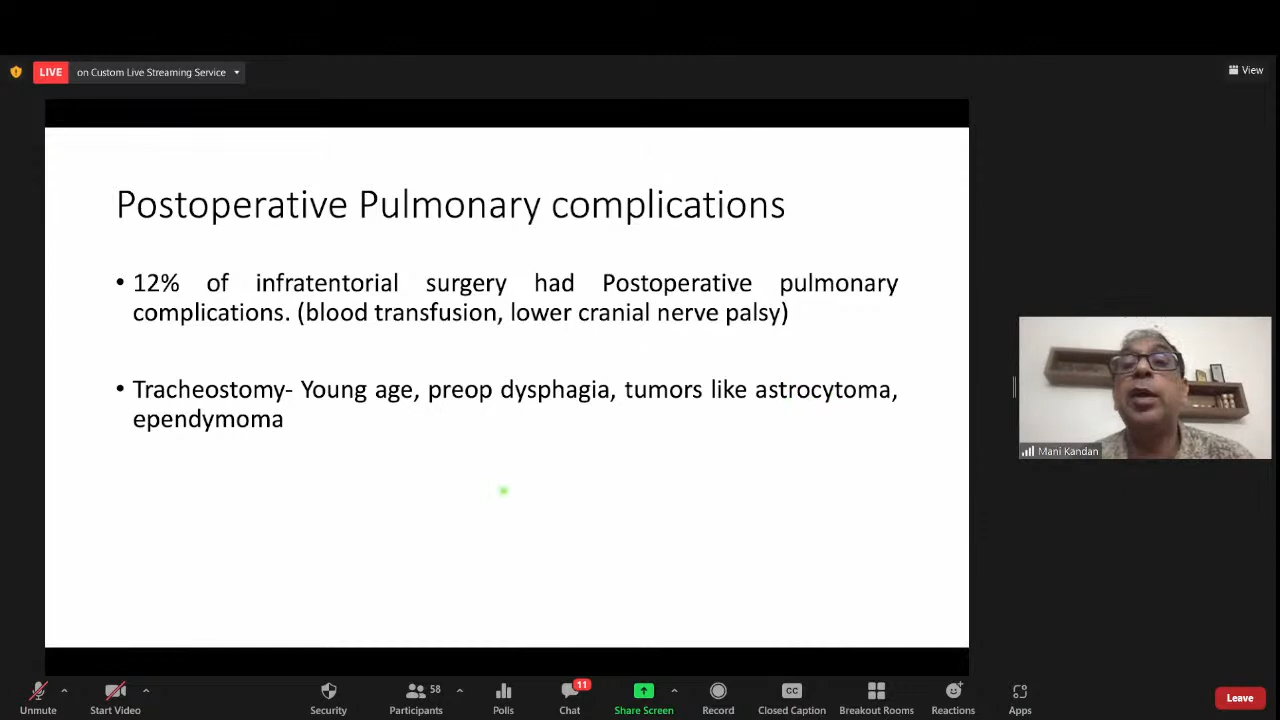 LIVE
on Custom Live Streaming Service
View
Postoperative Pulmonary complications
• 12% of infratentorial surgery had Postoperative pulmonary
complications. (blood transfusion, lower cranial nerve palsy)
• Tracheostomy- Young age, preop dysphagia, tumors like astrocytoma,
ependymoma
Mani Kandan
58
11
CC
Unmute
Start Video
Security
Participants
Polls
Chat
Share Screen
Record
Closed Caption
Breakout Rooms
Reactions
Apps
Leave